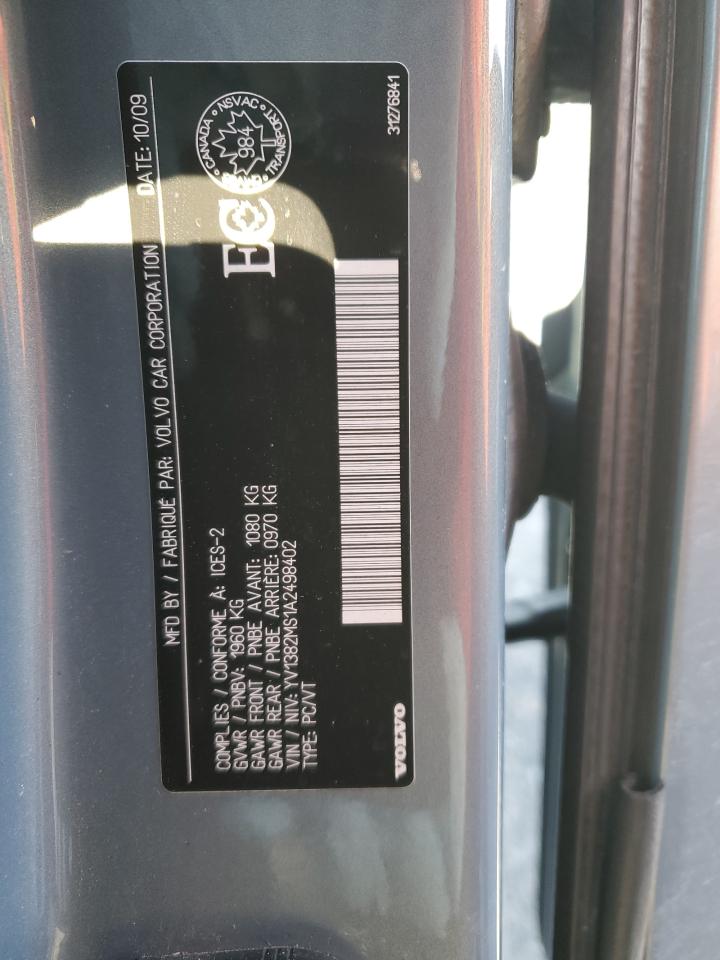 MFD BY / FABRIQUÉ PAR: VOLVO CAR CORPORATION DATE: 10/09
CANADA • NSVAC •
TRANSPORT
984
EC
31276841
COMPLIES / CONFORME À: ICES-2
GVWR / PNBV: 1960 KG
GAWR FRONT / PNBE AVANT: 1080 KG
GAWR REAR / PNBE ARRIERE: 0970 KG
VIN / NIV: YV1382MS1A2498402
TYPE: PC/VT
VOLVO